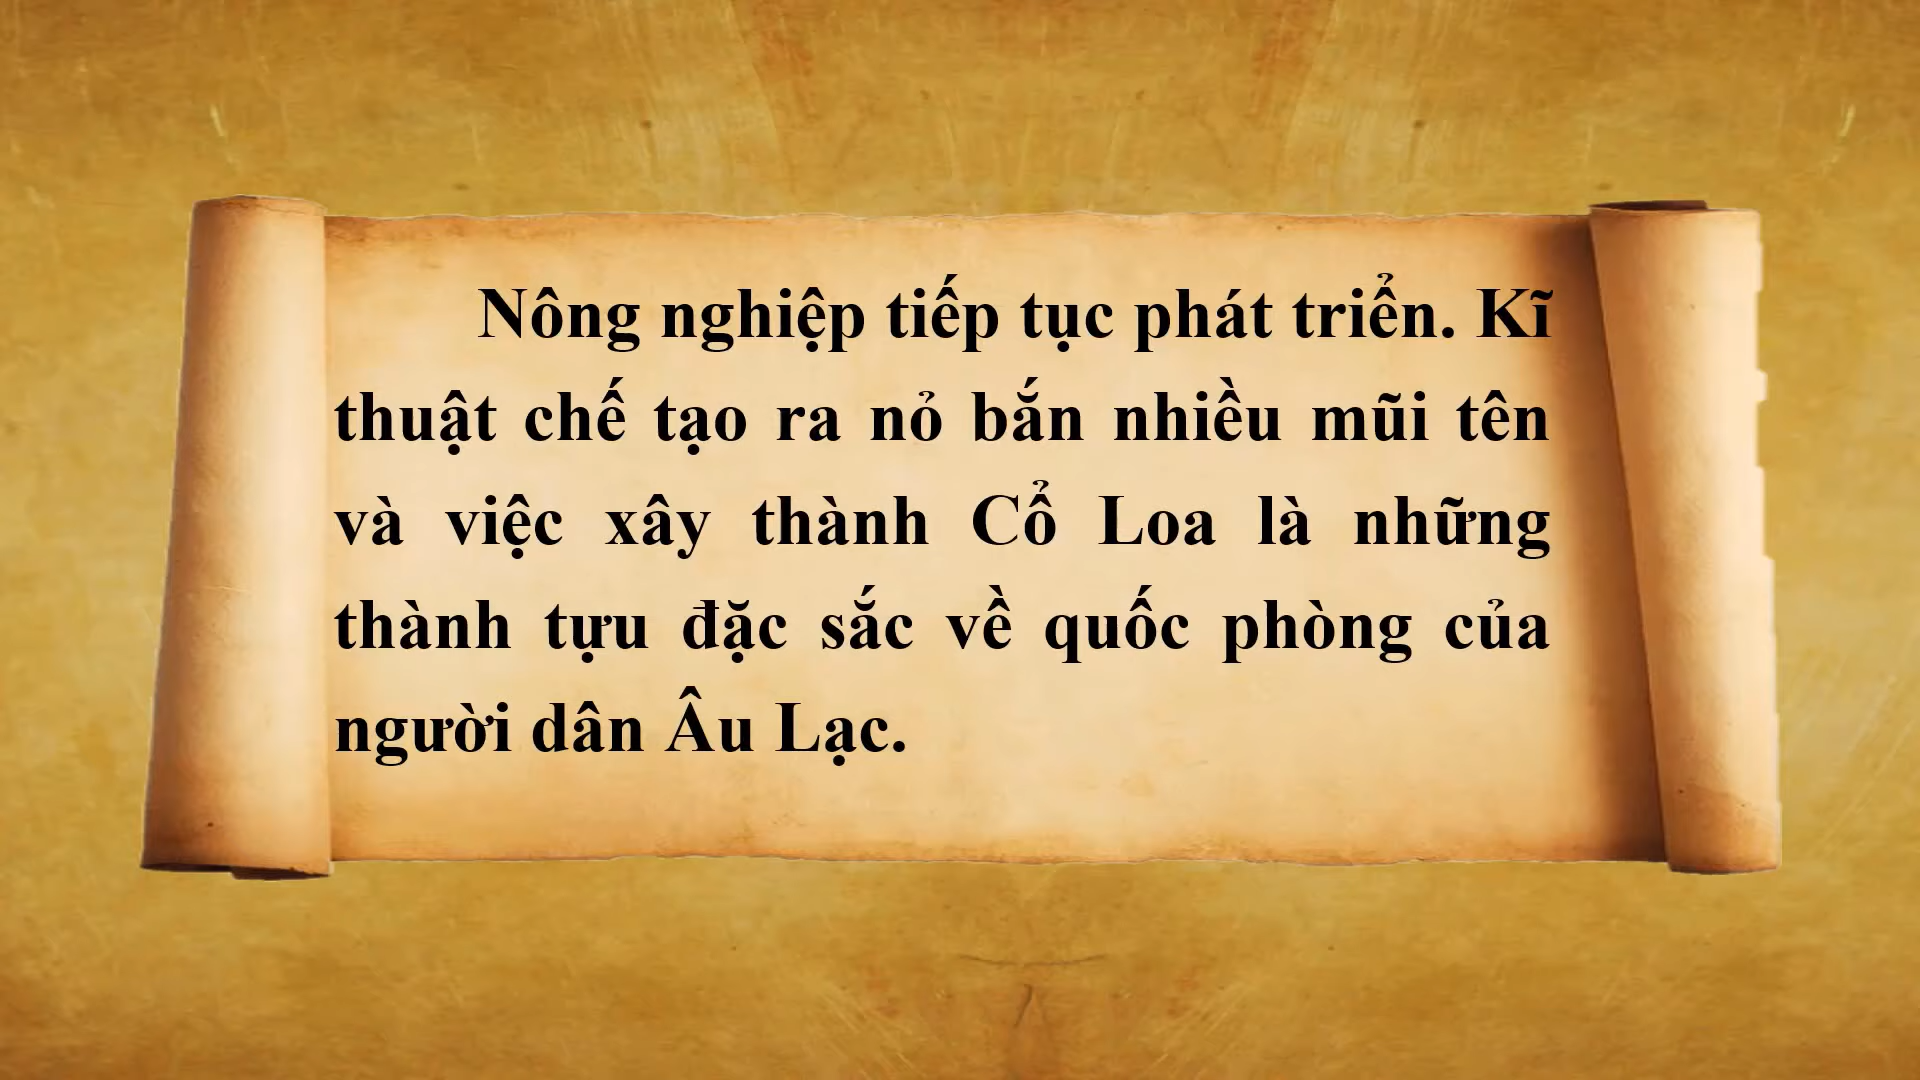 Nông nghiệp tiếp tục phát triển. Kĩ
thuật chế tạo ra nỏ bắn nhiều mũi tên
và việc xây thành Cổ Loa là những
thành tựu đặc sắc về quốc phòng của
người dân Âu Lạc.